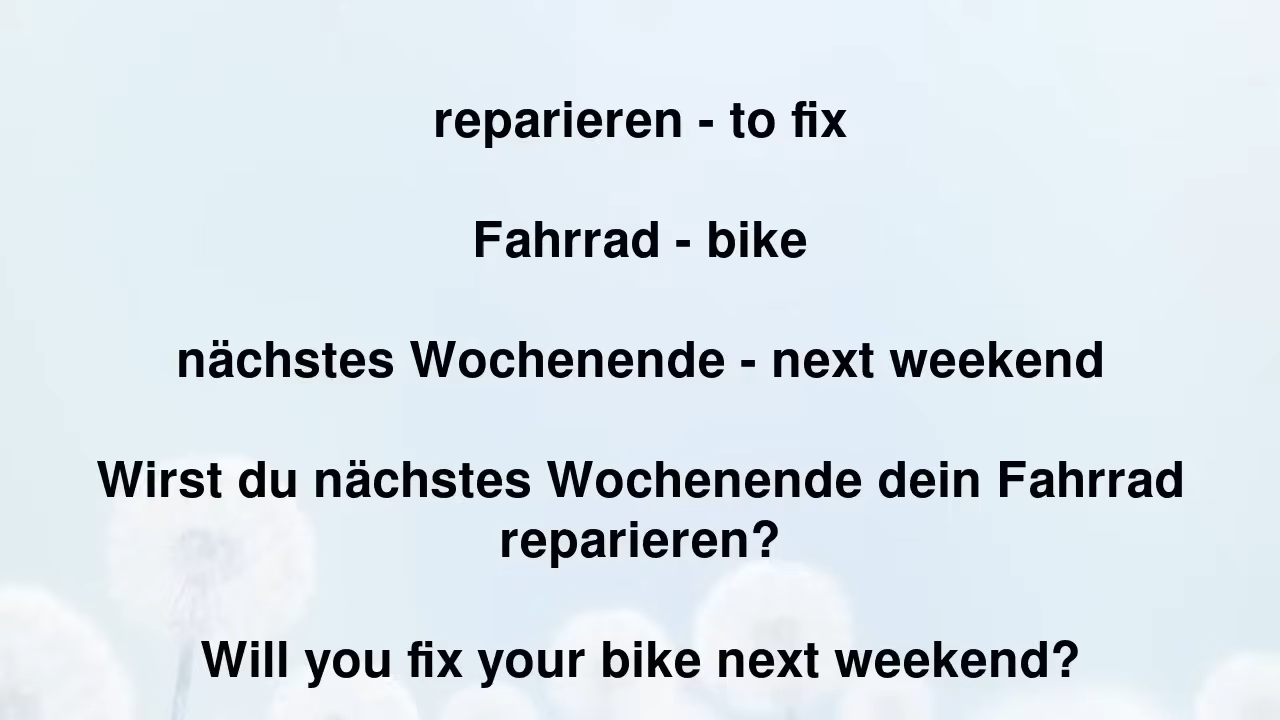 reparieren - to fix
Fahrrad - bike
nächstes Wochenende - next weekend
Wirst du nächstes Wochenende dein Fahrrad
reparieren?
Will you fix your bike next weekend?